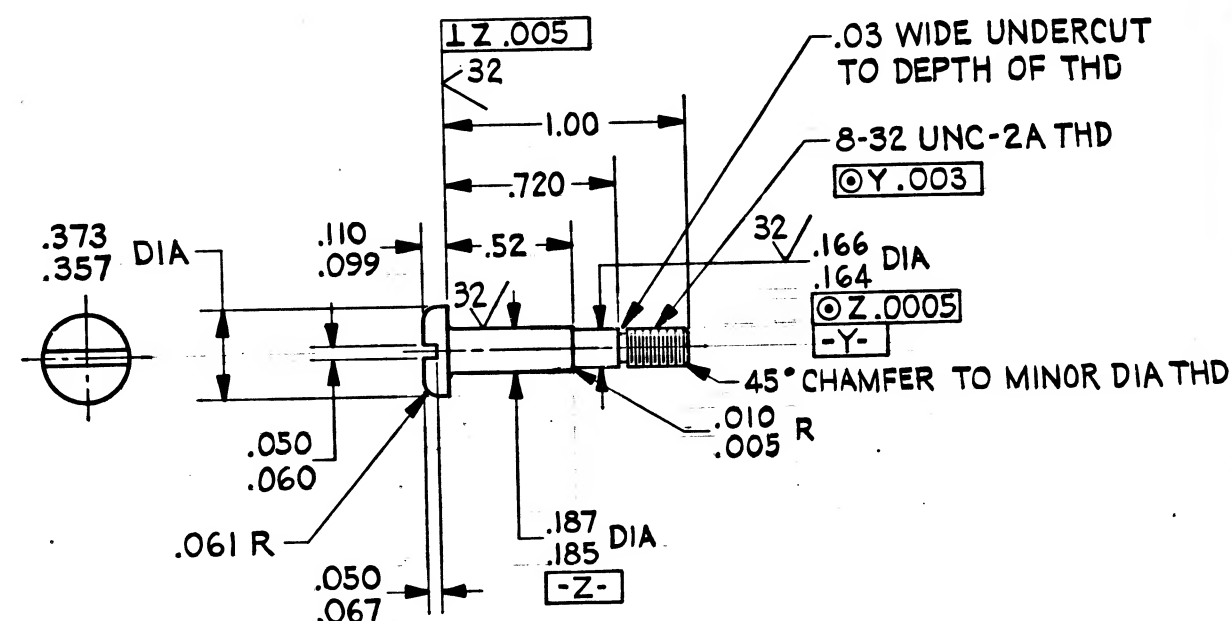 ⊥ Z .005
.03 WIDE UNDERCUT
TO DEPTH OF THD
32
1.00
8-32 UNC-2A THD
◎ Y .003
.720
.373
.357 DIA
.110
.099
.52
32
.166
.164 DIA
◎ Z .0005
-Y-
32
45° CHAMFER TO MINOR DIA THD
.010
.005 R
.050
.060
.061 R
.187
.185 DIA
-Z-
.050
.067